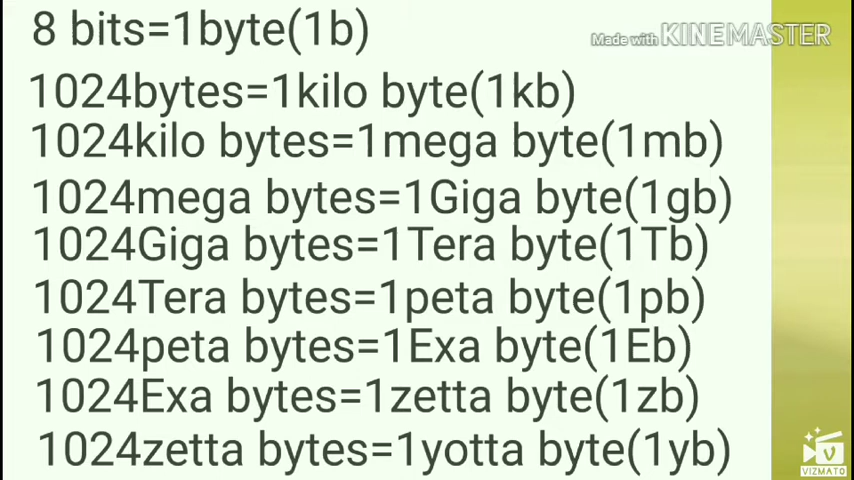 8 bits=1byte(1b)
Made with KINEMASTER
1024bytes=1kilo byte(1kb)
1024kilo bytes=1mega byte(1mb)
1024mega bytes=1Giga byte(1gb)
1024Giga bytes=1Tera byte(1Tb)
1024Tera bytes=1peta byte(1pb)
1024peta bytes=1Exa byte(1Eb)
1024Exa bytes=1zetta byte(1zb)
1024zetta bytes=1yotta byte(1yb)
V
VIZMATO